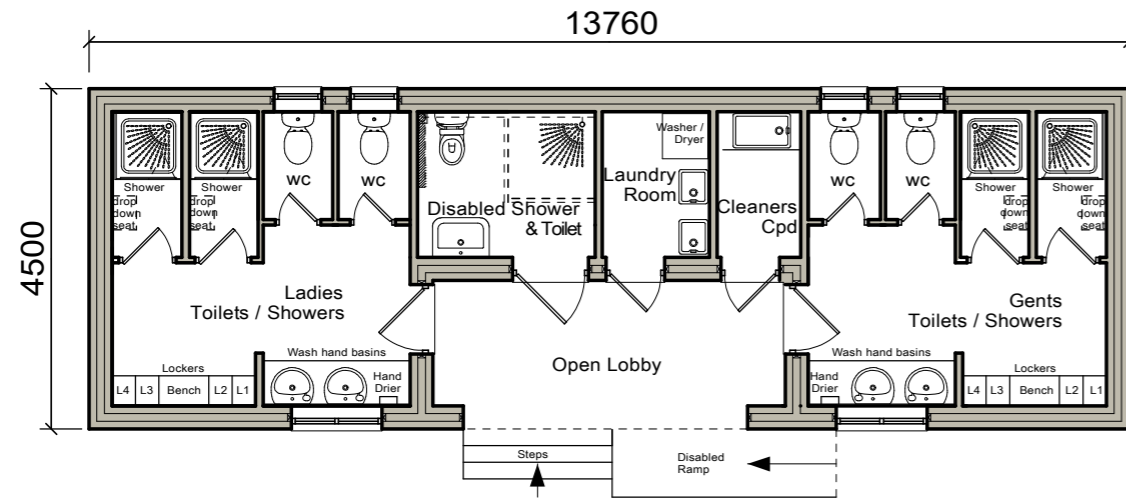 13760
4500
Shower
Shower
drop
down
seat
drop
down
seat
WC
WC
Disabled Shower
& Toilet
Washer /
Dryer
Laundry
Room
Cleaners
Cpd
WC
WC
Shower
Shower
drop
down
seat
drop
down
seat
Ladies
Toilets / Showers
Gents
Toilets / Showers
Open Lobby
Wash hand basins
Hand
Drier
Lockers
L4 L3 Bench L2 L1
Wash hand basins
Hand
Drier
Lockers
L4 L3 Bench L2 L1
Steps
Disabled
Ramp